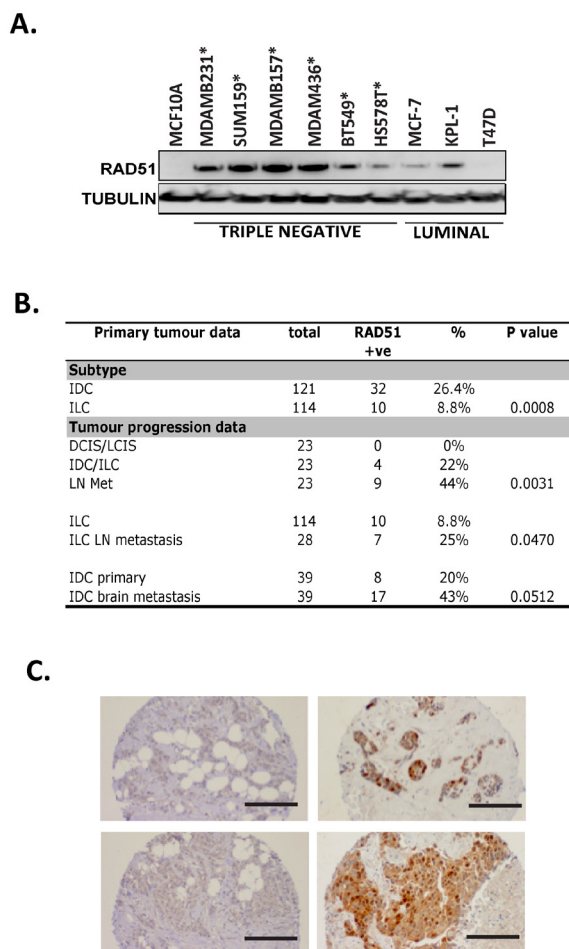 A.
MCF10A
MDAMB231*
SUM159*
MDAMB157*
MDAM436*
BT549*
HS578T*
MCF-7
KPL-1
T47D
RAD51
TUBULIN
TRIPLE NEGATIVE LUMINAL
B.
Primary tumour data total RAD51 % P value
+ve
Subtype
IDC 121 32 26.4%
ILC 114 10 8.8% 0.0008
Tumour progression data
DCIS/LCIS 23 0 0%
IDC/ILC 23 4 22%
LN Met 23 9 44% 0.0031
ILC 114 10 8.8%
ILC LN metastasis 28 7 25% 0.0470
IDC primary 39 8 20%
IDC brain metastasis 39 17 43% 0.0512
C.